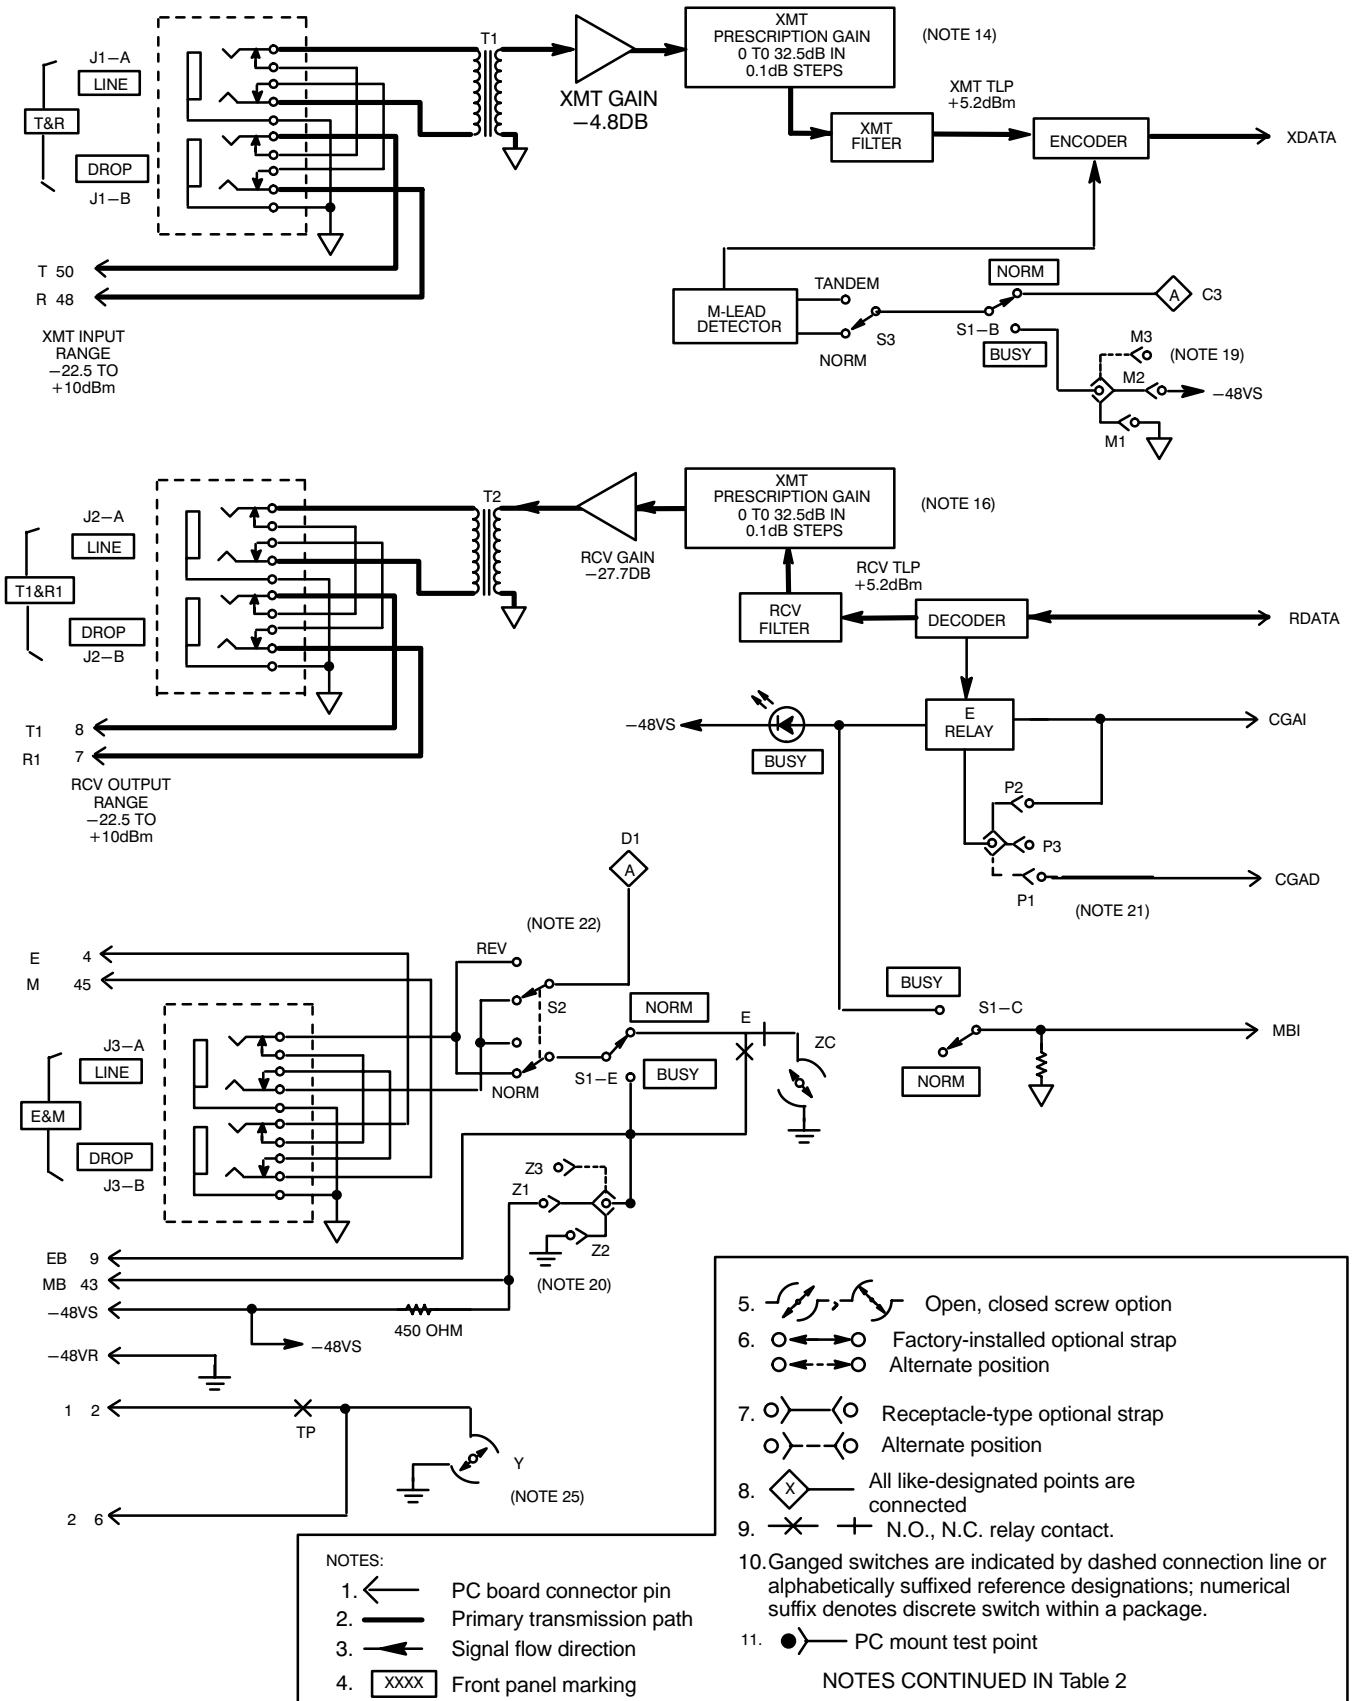 XMT
PRESCRIPTION GAIN
0 T0 32.5dB IN
0.1dB STEPS
(NOTE 14)
J1–A
LINE
T&R
DROP
J1–B
T1
XMT GAIN
–4.8DB
XMT
FILTER
XMT TLP
+5.2dBm
ENCODER
XDATA
T 50
R 48
XMT INPUT
RANGE
–22.5 TO
+10dBm
M-LEAD
DETECTOR
TANDEM
NORM
S3
NORM
S1–B
BUSY
A
C3
M3
(NOTE 19)
M2
–48VS
M1
J2–A
LINE
T1&R1
DROP
J2–B
T2
RCV GAIN
–27.7DB
XMT
PRESCRIPTION GAIN
0 T0 32.5dB IN
0.1dB STEPS
(NOTE 16)
RCV TLP
+5.2dBm
RCV
FILTER
DECODER
RDATA
T1 8
R1 7
RCV OUTPUT
RANGE
–22.5 TO
+10dBm
–48VS
BUSY
E
RELAY
CGAI
P2
P3
P1
CGAD
(NOTE 21)
D1
A
(NOTE 22)
E 4
M 45
REV
S2
NORM
NORM
S1–E
BUSY
E
ZC
BUSY
S1–C
NORM
MBI
J3–A
LINE
E&M
DROP
J3–B
Z3
Z1
Z2
(NOTE 20)
EB 9
MB 43
–48VS
450 OHM
–48VS
–48VR
1 2
TP
Y
(NOTE 25)
2 6
NOTES:
1. PC board connector pin
2. Primary transmission path
3. Signal flow direction
4. XXXX Front panel marking
5. , Open, closed screw option
6. Factory-installed optional strap
Alternate position
7. Receptacle-type optional strap
Alternate position
8. X All like-designated points are
connected
9. N.O., N.C. relay contact.
10.Ganged switches are indicated by dashed connection line or
alphabetically suffixed reference designations; numerical
suffix denotes discrete switch within a package.
11. PC mount test point
NOTES CONTINUED IN Table 2